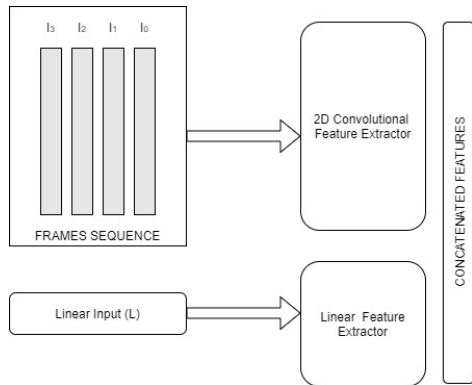 I₃ I₂ I₁ I₀
FRAMES SEQUENCE
2D Convolutional
Feature Extractor
Linear Input (L)
Linear Feature
Extractor
CONCATENATED FEATURES